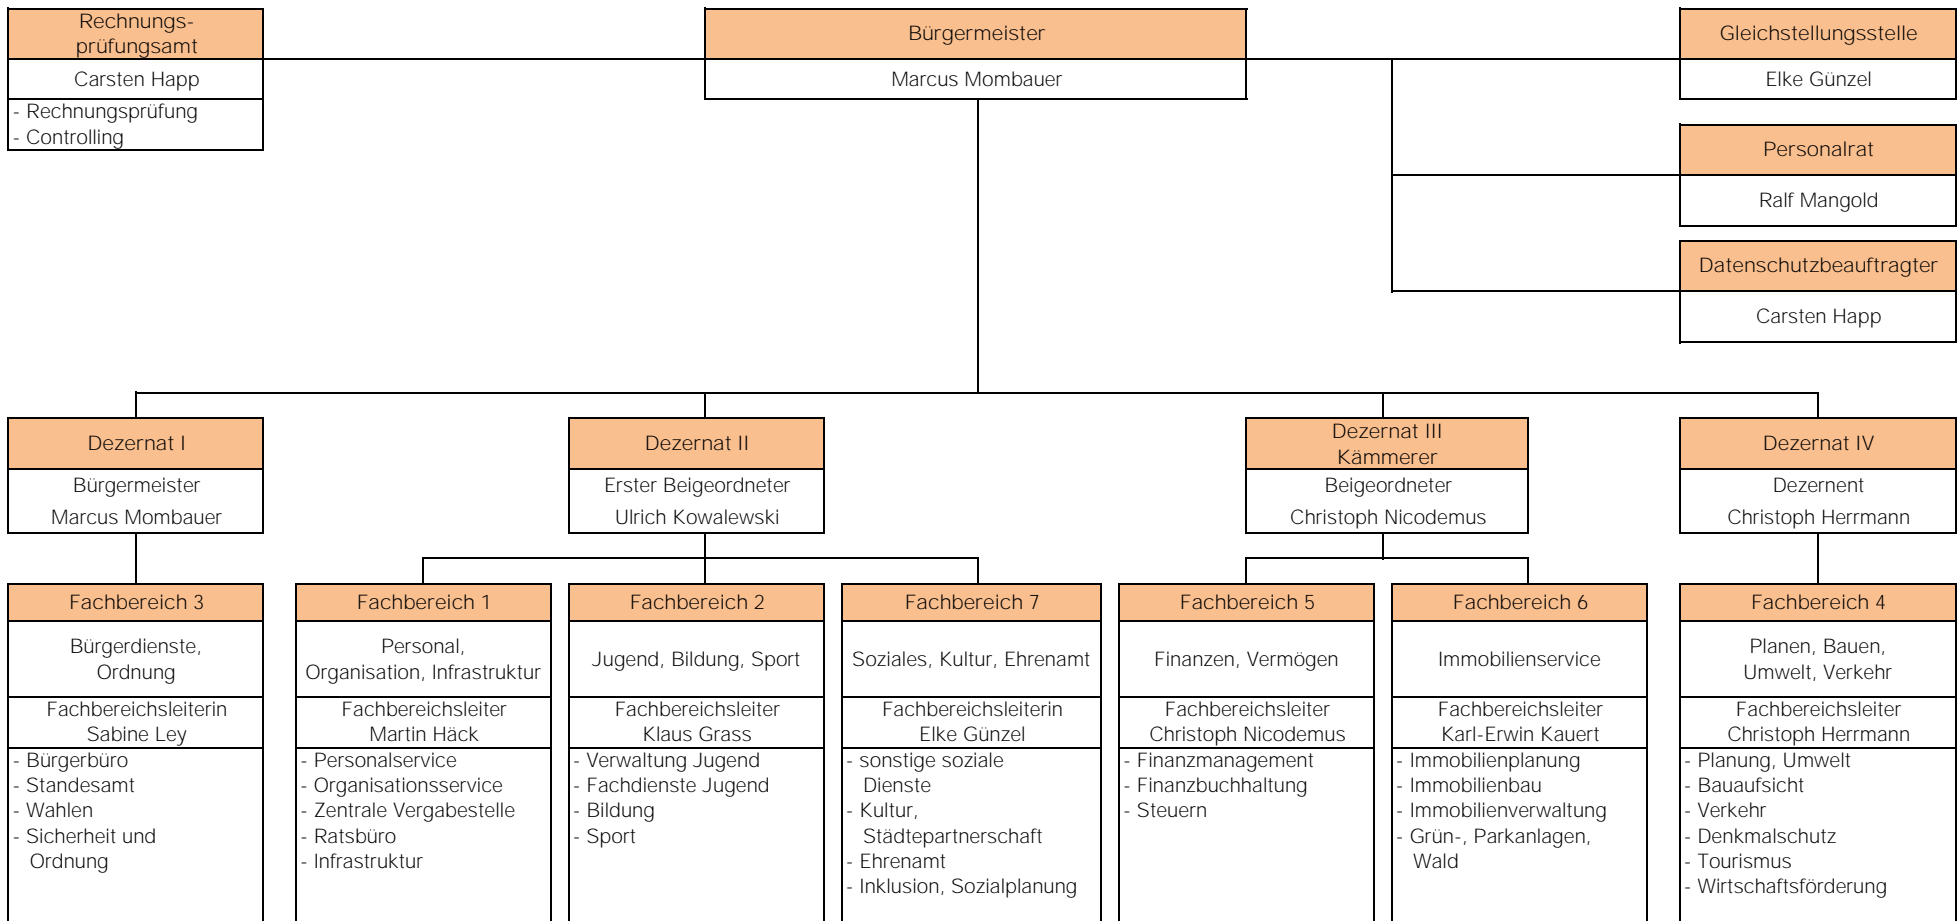 Rechnungs-
prüfungsamt
Carsten Happ
- Rechnungsprüfung
- Controlling
Bürgermeister
Marcus Mombauer
Gleichstellungsstelle
Elke Günzel
Personalrat
Ralf Mangold
Datenschutzbeauftragter
Carsten Happ
Dezernat I
Bürgermeister
Marcus Mombauer
Dezernat II
Erster Beigeordneter
Ulrich Kowalewski
Dezernat III
Kämmerer
Beigeordneter
Christoph Nicodemus
Dezernat IV
Dezernent
Christoph Herrmann
Fachbereich 3
Bürgerdienste,
Ordnung
Fachbereichsleiterin
Sabine Ley
- Bürgerbüro
- Standesamt
- Wahlen
- Sicherheit und
Ordnung
Fachbereich 1
Personal,
Organisation, Infrastruktur
Fachbereichsleiter
Martin Häck
- Personalservice
- Organisationsservice
- Zentrale Vergabestelle
- Ratsbüro
- Infrastruktur
Fachbereich 2
Jugend, Bildung, Sport
Fachbereichsleiter
Klaus Grass
- Verwaltung Jugend
- Fachdienste Jugend
- Bildung
- Sport
Fachbereich 7
Soziales, Kultur, Ehrenamt
Fachbereichsleiterin
Elke Günzel
- sonstige soziale
Dienste
- Kultur,
Städtepartnerschaft
- Ehrenamt
- Inklusion, Sozialplanung
Fachbereich 5
Finanzen, Vermögen
Fachbereichsleiter
Christoph Nicodemus
- Finanzmanagement
- Finanzbuchhaltung
- Steuern
Fachbereich 6
Immobilienservice
Fachbereichsleiter
Karl-Erwin Kauert
- Immobilienplanung
- Immobilienbau
- Immobilienverwaltung
- Grün-, Parkanlagen,
Wald
Fachbereich 4
Planen, Bauen,
Umwelt, Verkehr
Fachbereichsleiter
Christoph Herrmann
- Planung, Umwelt
- Bauaufsicht
- Verkehr
- Denkmalschutz
- Tourismus
- Wirtschaftsförderung